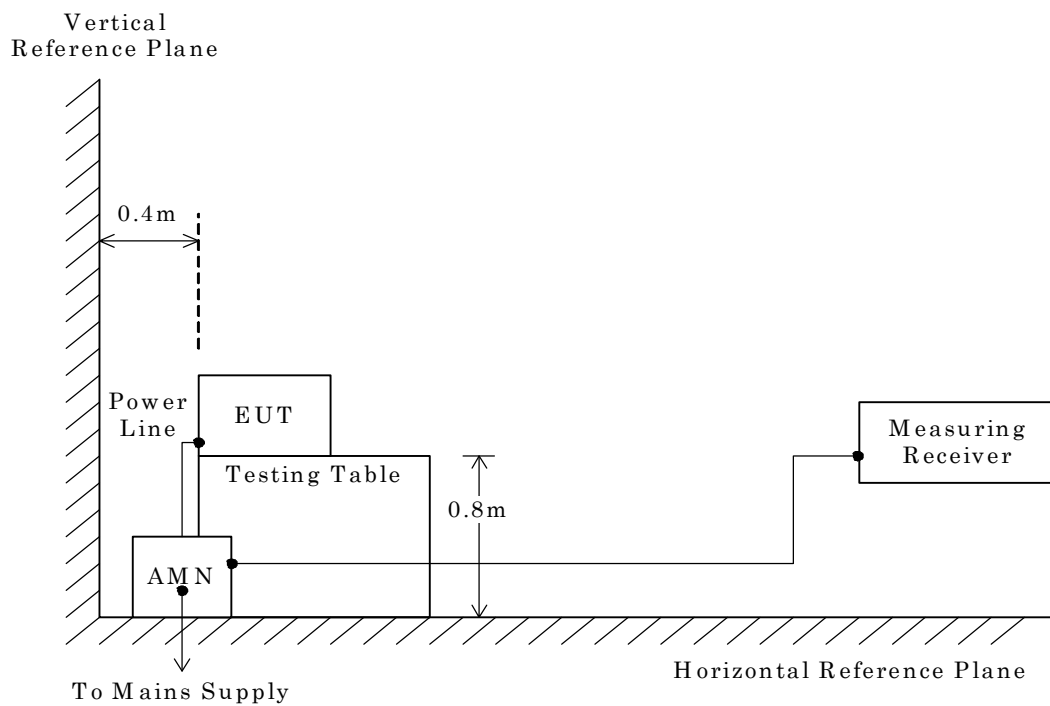 Vertical
Reference Plane
0.4m
Power
Line
EUT
Testing Table
Measuring
Receiver
0.8m
AMN
Horizontal Reference Plane
To Mains Supply